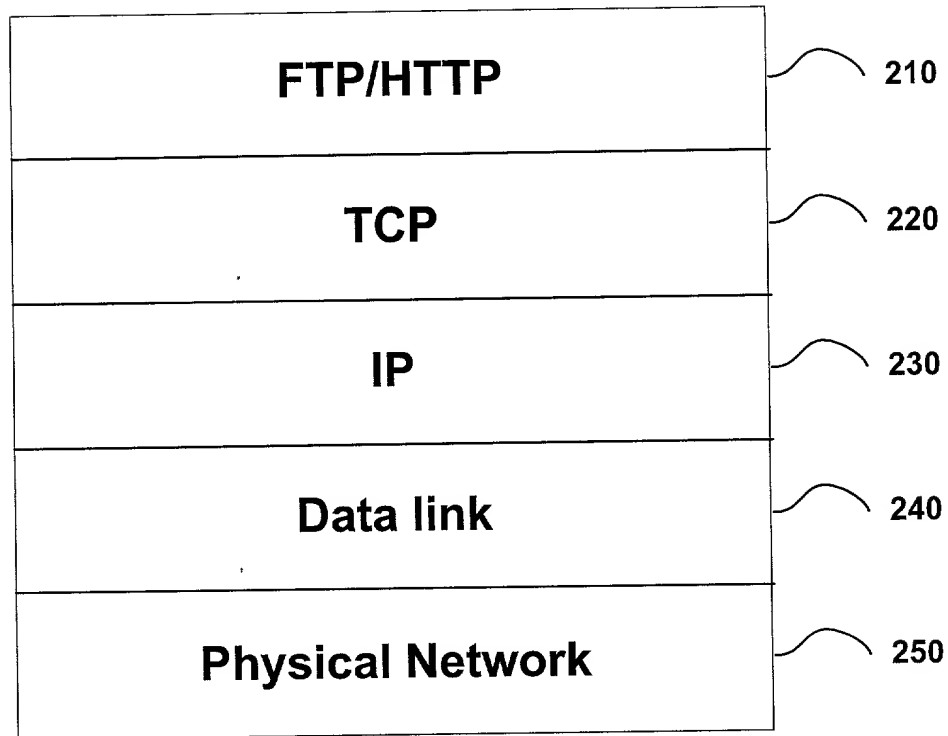 FTP/HTTP 210
TCP 220
IP 230
Data link 240
Physical Network 250